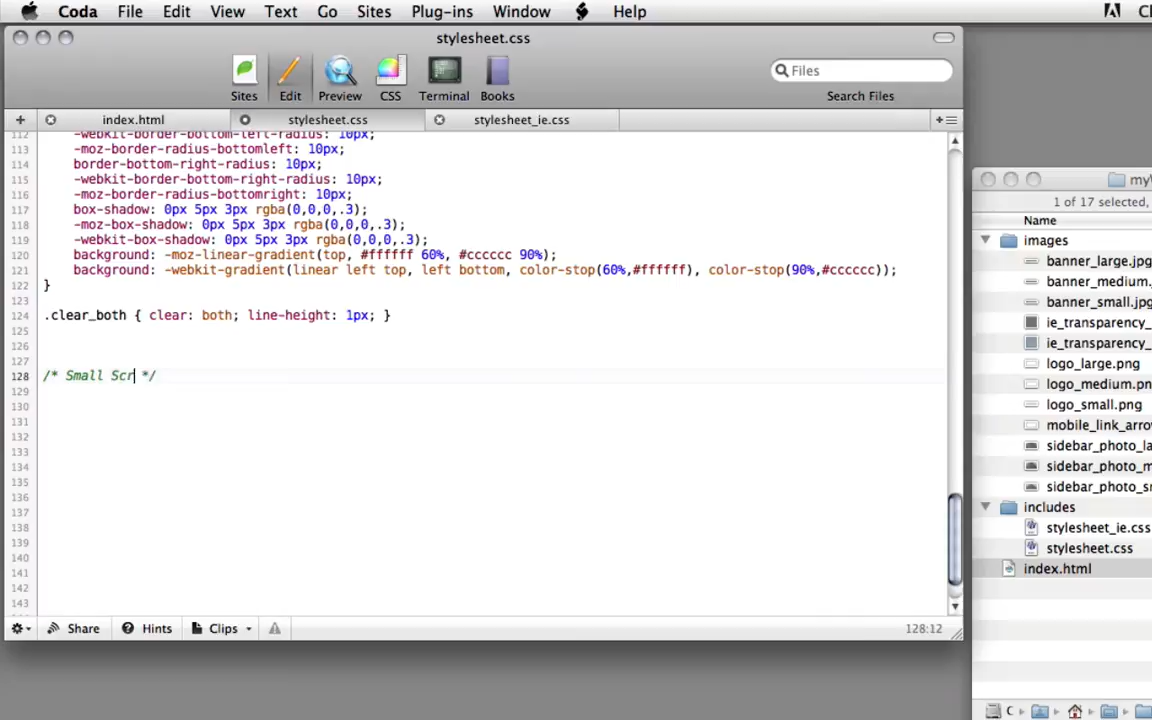 Coda File Edit View Text Go Sites Plug-ins Window Help
stylesheet.css
Sites Edit Preview CSS Terminal Books
Files
Search Files
index.html stylesheet.css stylesheet_ie.css
112 -webkit-border-bottom-left-radius: 10px;
113 -moz-border-radius-bottomleft: 10px;
114 border-bottom-right-radius: 10px;
115 -webkit-border-bottom-right-radius: 10px;
116 -moz-border-radius-bottomright: 10px;
117 box-shadow: 0px 5px 3px rgba(0,0,0,.3);
118 -moz-box-shadow: 0px 5px 3px rgba(0,0,0,.3);
119 -webkit-box-shadow: 0px 5px 3px rgba(0,0,0,.3);
120 background: -moz-linear-gradient(top, #ffffff 60%, #cccccc 90%);
121 background: -webkit-gradient(linear left top, left bottom, color-stop(60%,#ffffff), color-stop(90%,#cccccc));
122 }
123
124 .clear_both { clear: both; line-height: 1px; }
125
126
127
128 /* Small Scr */
129
130
131
132
133
134
135
136
137
138
139
140
141
142
143
Share Hints Clips 128:12
myV
1 of 17 selected,
Name
images
banner_large.jpg
banner_medium.j
banner_small.jpg
ie_transparency_
ie_transparency_
logo_large.png
logo_medium.pn
logo_small.png
mobile_link_arro
sidebar_photo_la
sidebar_photo_m
sidebar_photo_sr
includes
stylesheet_ie.css
stylesheet.css
index.html